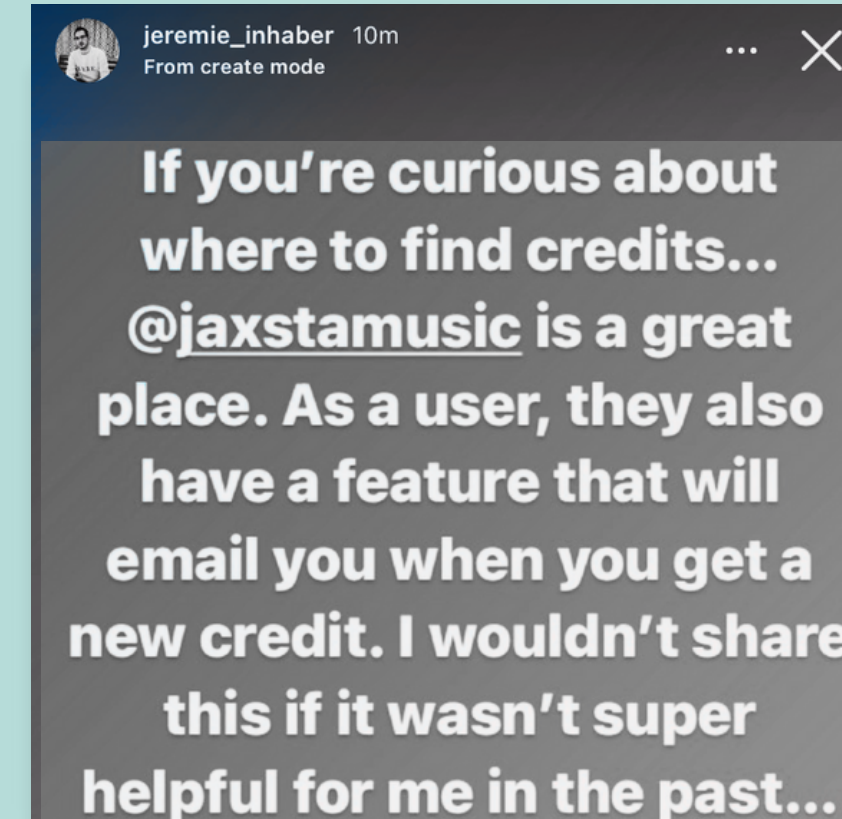 jeremie_inhaber 10m
From create mode
If you’re curious about
where to find credits...
@jaxstamusic is a great
place. As a user, they also
have a feature that will
email you when you get a
new credit. I wouldn’t share
this if it wasn’t super
helpful for me in the past...